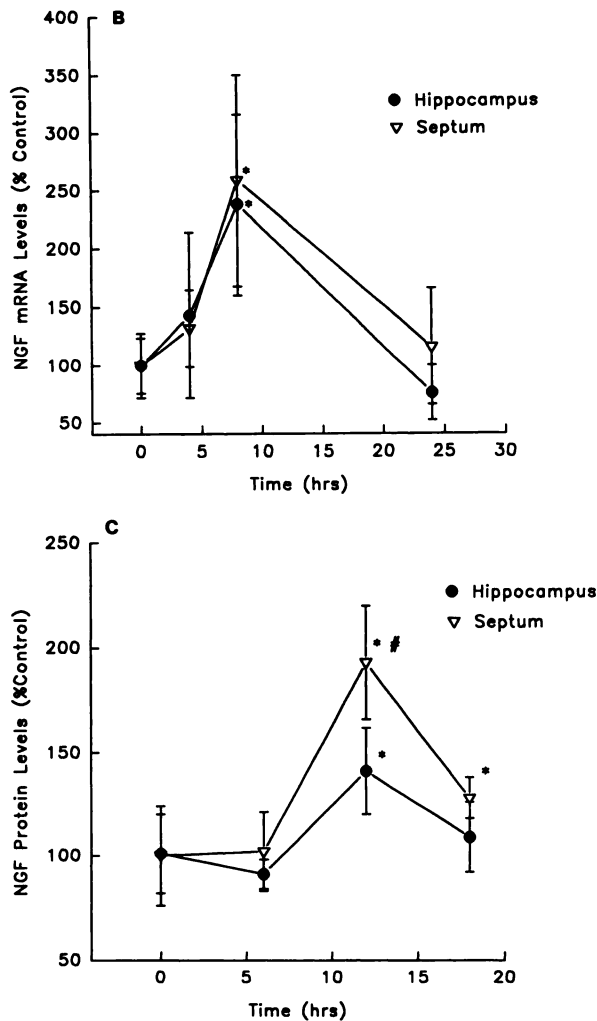 B
400
350
300
250
200
150
100
50
NGF mRNA Levels (% Control)
Hippocampus
Septum
*
*
0 5 10 15 20 25 30
Time (hrs)
C
250
200
150
100
50
NGF Protein Levels (%Control)
Hippocampus
Septum
* #
*
*
0 5 10 15 20
Time (hrs)